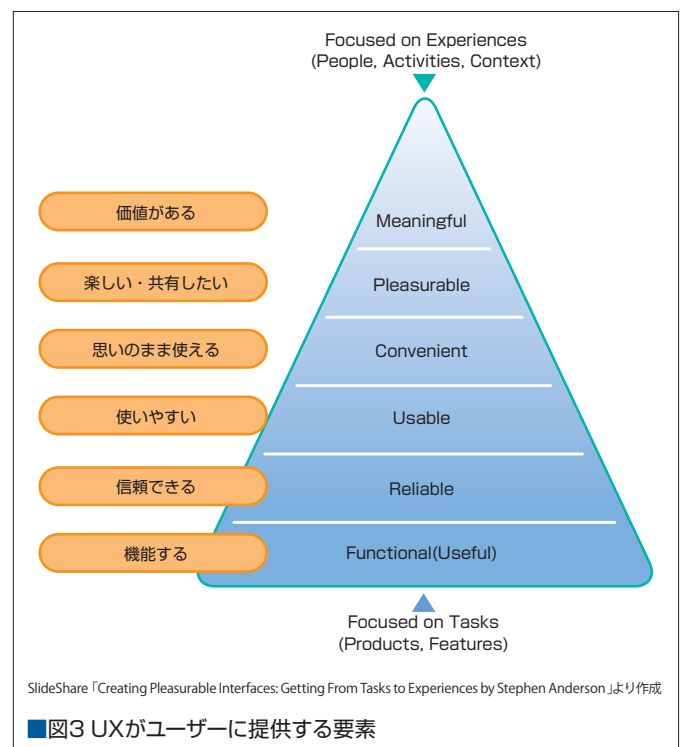 Focused on Experiences
(People, Activities, Context)
価値がある
Meaningful
楽しい・共有したい
Pleasurable
思いのまま使える
Convenient
使いやすい
Usable
信頼できる
Reliable
機能する
Functional(Useful)
Focused on Tasks
(Products, Features)
SlideShare「Creating Pleasurable Interfaces: Getting From Tasks to Experiences by Stephen Anderson」より作成
■図3 UXがユーザーに提供する要素